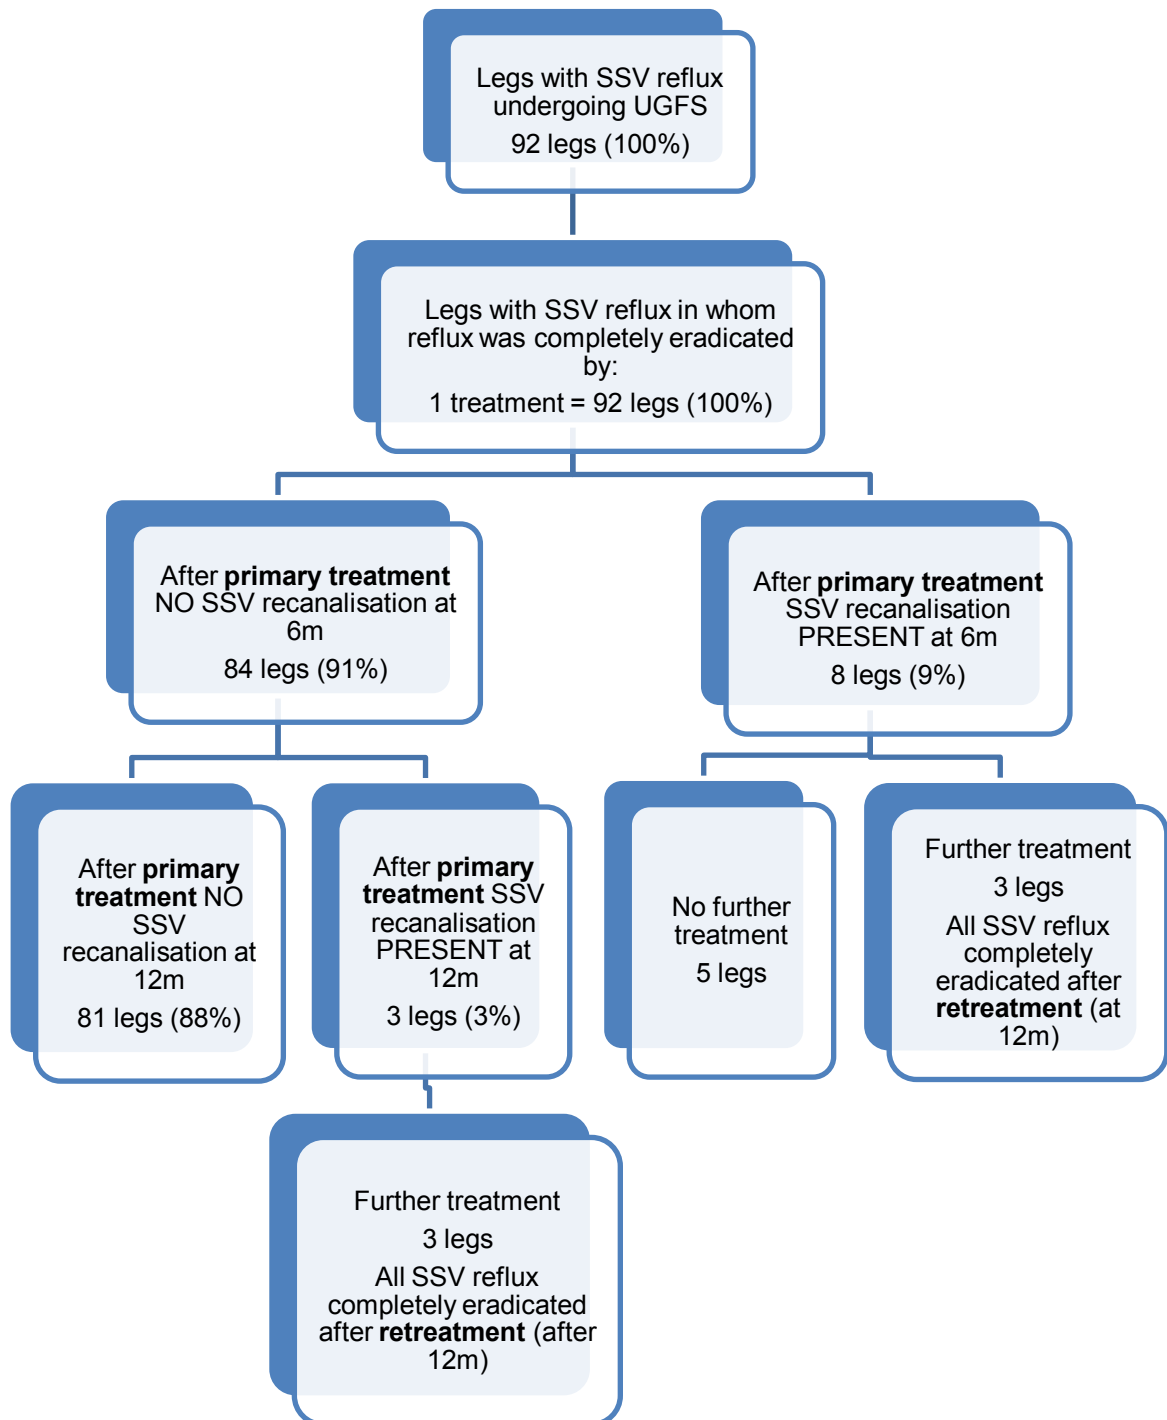 Legs with SSV reflux
undergoing UGFS
92 legs (100%)
Legs with SSV reflux in whom
reflux was completely eradicated
by:
1 treatment = 92 legs (100%)
After primary treatment
NO SSV recanalisation at
6m
84 legs (91%)
After primary treatment
SSV recanalisation
PRESENT at 6m
8 legs (9%)
After primary
treatment NO
SSV
recanalisation at
12m
81 legs (88%)
After primary
treatment SSV
recanalisation
PRESENT at
12m
3 legs (3%)
No further
treatment
5 legs
Further treatment
3 legs
All SSV reflux
completely
eradicated after
retreatment (at
12m)
Further treatment
3 legs
All SSV reflux
completely eradicated
after retreatment (after
12m)